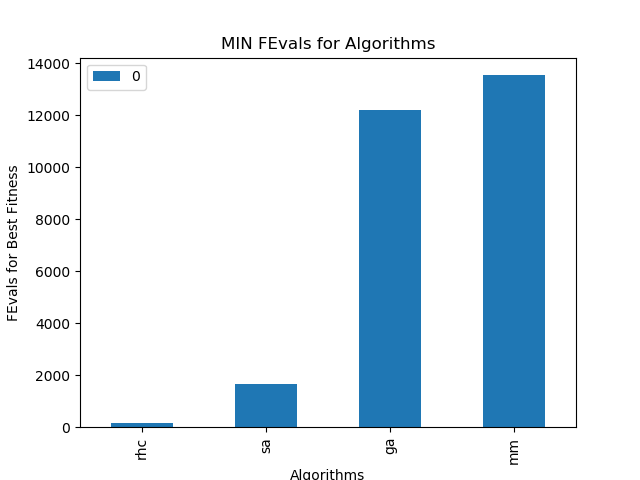 MIN FEvals for Algorithms
0
14000
12000
10000
8000
6000
4000
2000
0
FEvals for Best Fitness
rhc
sa
ga
mm
Algorithms